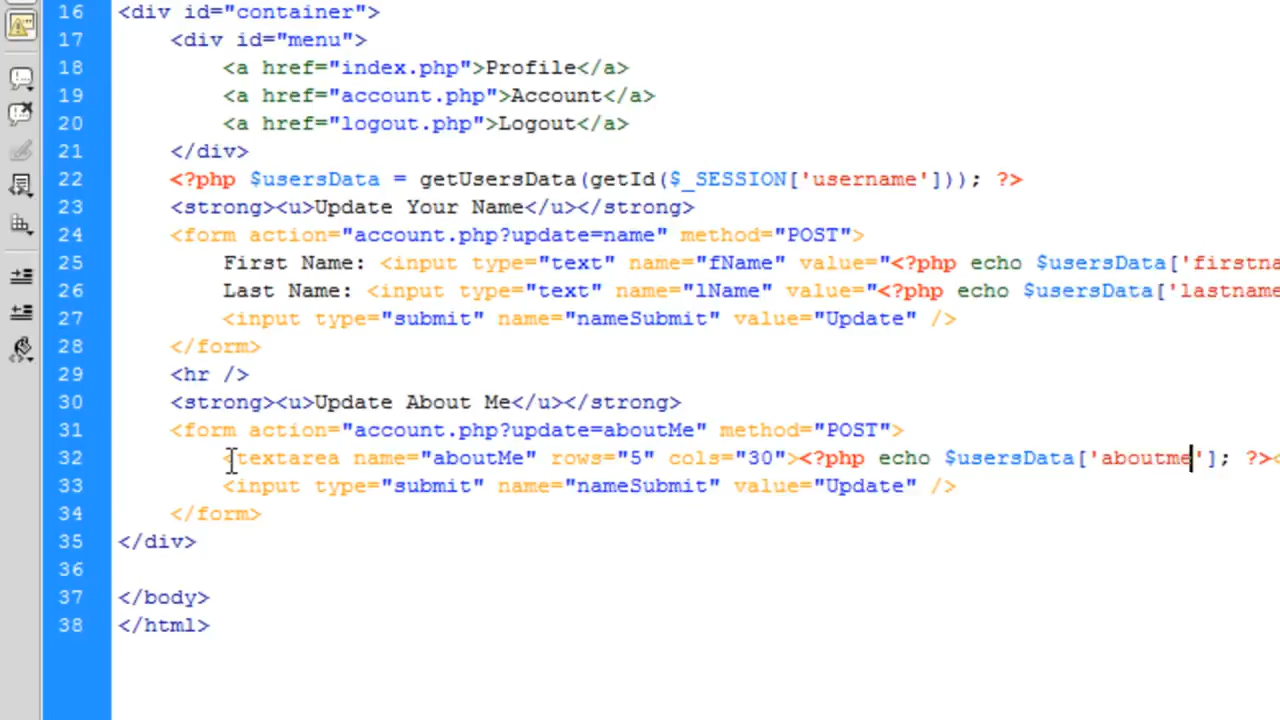 16 <div id="container">
17 <div id="menu">
18 <a href="index.php">Profile</a>
19 <a href="account.php">Account</a>
20 <a href="logout.php">Logout</a>
21 </div>
22 <?php $usersData = getUsersData(getId($_SESSION['username'])); ?>
23 <strong><u>Update Your Name</u></strong>
24 <form action="account.php?update=name" method="POST">
25 First Name: <input type="text" name="fName" value="<?php echo $usersData['firstna
26 Last Name: <input type="text" name="lName" value="<?php echo $usersData['lastname
27 <input type="submit" name="nameSubmit" value="Update" />
28 </form>
29 <hr />
30 <strong><u>Update About Me</u></strong>
31 <form action="account.php?update=aboutMe" method="POST">
32 <textarea name="aboutMe" rows="5" cols="30"><?php echo $usersData['aboutme']; ?><
33 <input type="submit" name="nameSubmit" value="Update" />
34 </form>
35 </div>
36
37 </body>
38 </html>